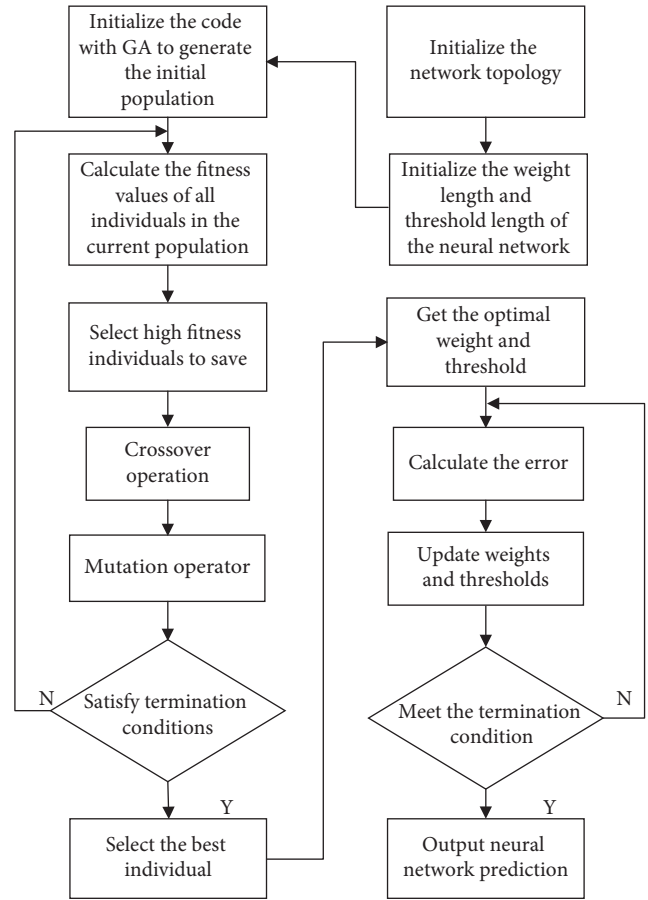 Initialize the code
with GA to generate
the initial
population
Initialize the
network topology
Calculate the fitness
values of all
individuals in the
current population
Initialize the weight
length and
threshold length of
the neural network
Select high fitness
individuals to save
Get the optimal
weight and
threshold
Crossover
operation
Calculate the error
Mutation operator
Update weights
and thresholds
N
Satisfy termination
conditions
Meet the termination
condition
N
Y
Y
Select the best
individual
Output neural
network prediction